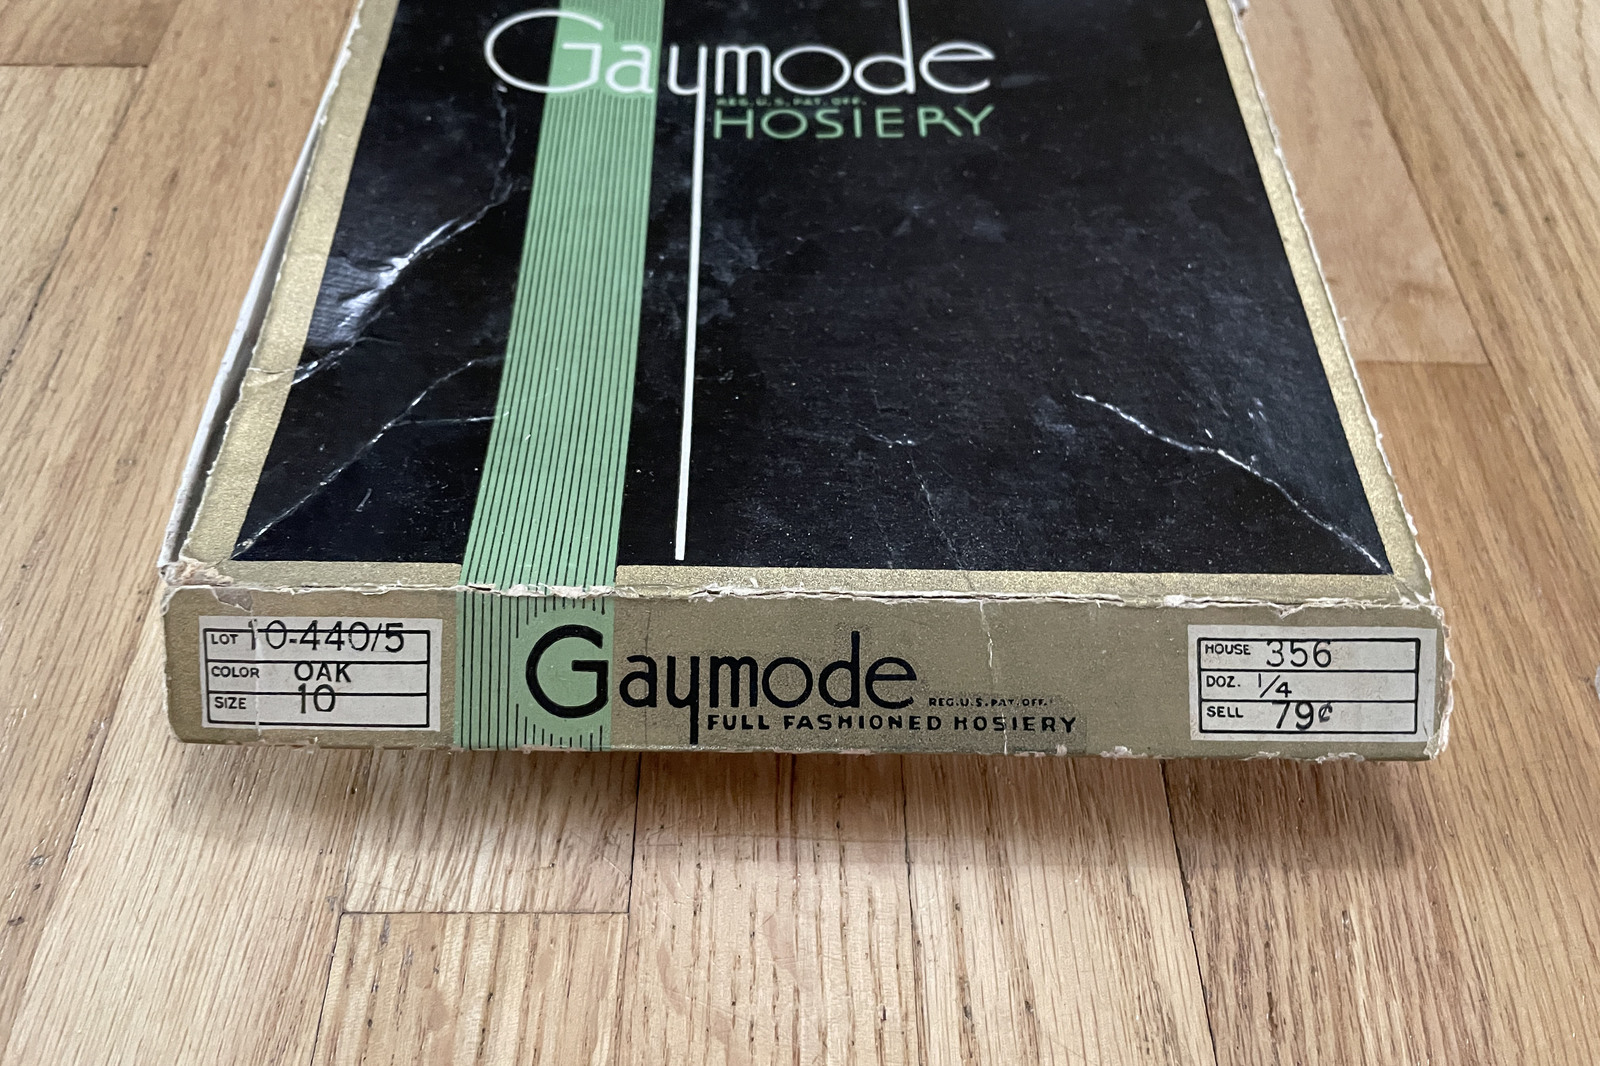 Gaymode
REG. U.S. PAT. OFF.
HOSIERY
LOT 10-440/5
COLOR OAK
SIZE 10
Gaymode
REG. U.S. PAT. OFF.
FULL FASHIONED HOSIERY
HOUSE 356
DOZ. 1/4
SELL 79¢